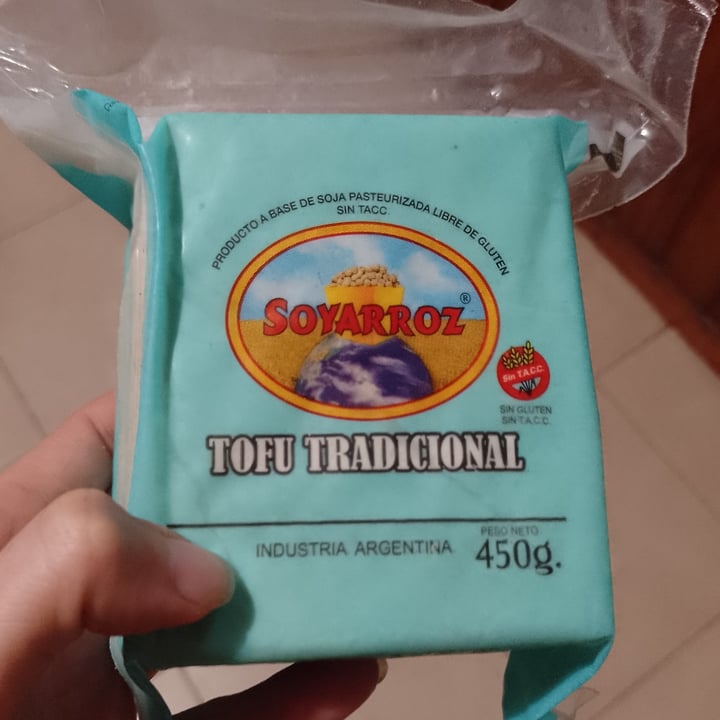 PRODUCTO A BASE DE SOJA PASTEURIZADA LIBRE DE GLUTEN
SIN TACC.
SOYARROZ®
Sin T.A.C.C.
SIN GLUTEN
SIN T.A.C.C.
TOFU TRADICIONAL
INDUSTRIA ARGENTINA
PESO NETO
450g.